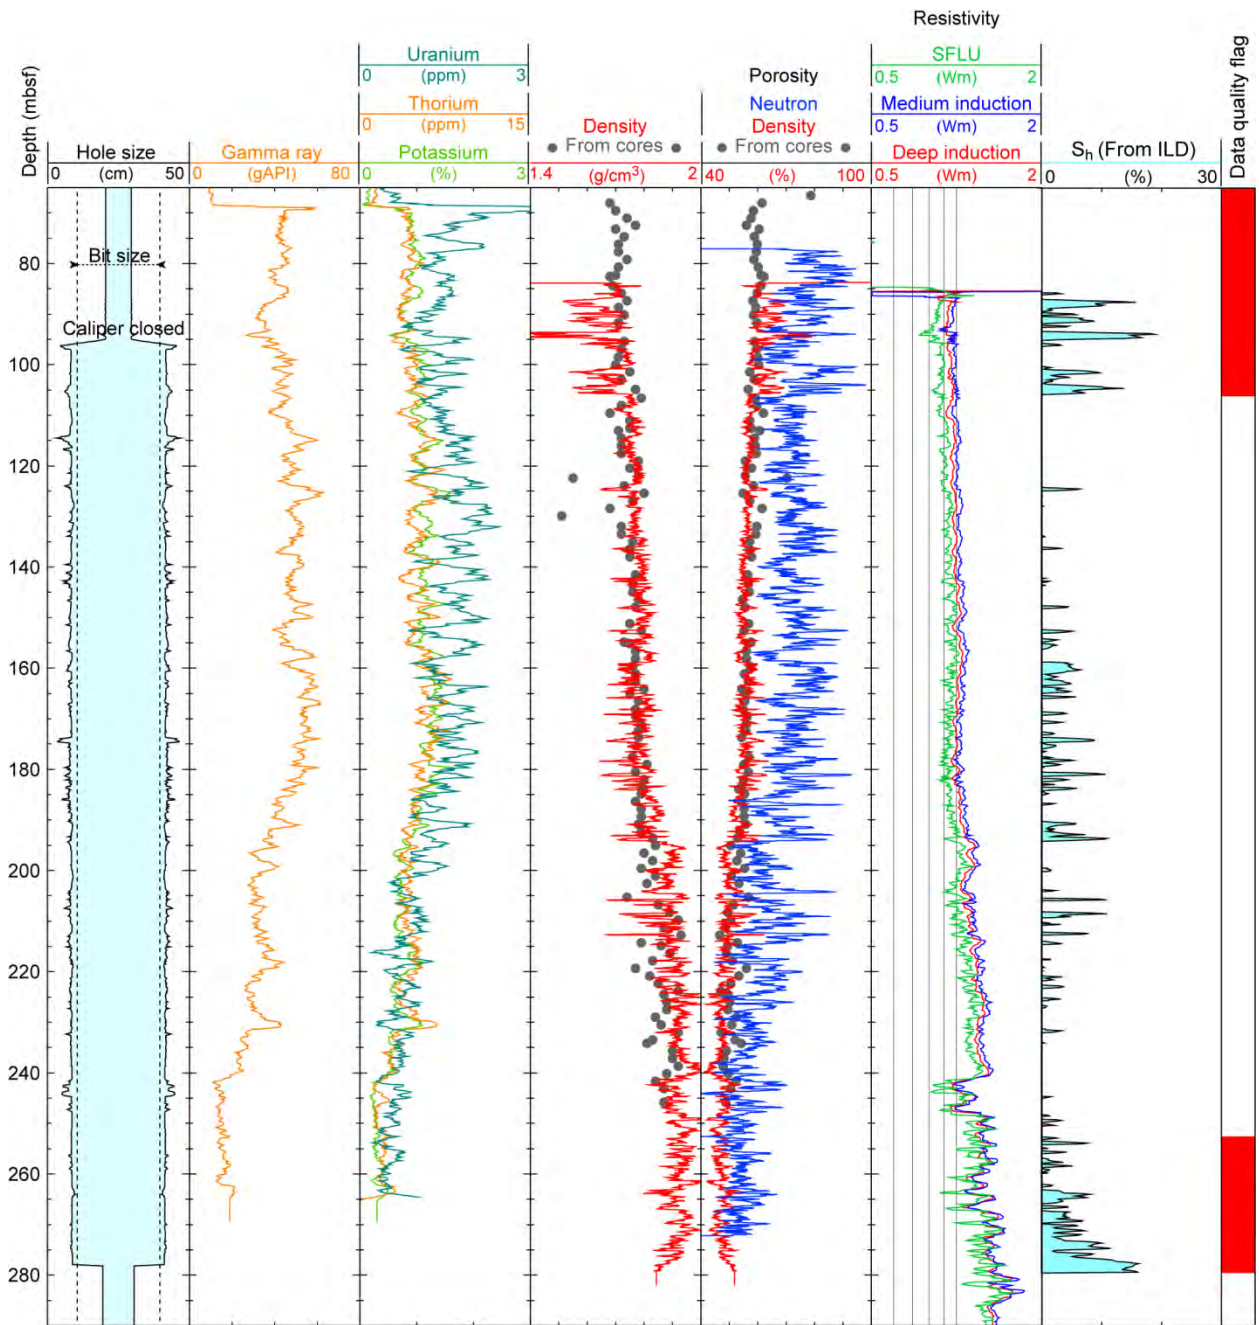 Resistivity
Uranium
0 (ppm) 3
SFLU
0.5 (Wm) 2
Porosity
Thorium
0 (ppm) 15
Neutron
Medium induction
0.5 (Wm) 2
Density
Density
Hole size
0 (cm) 50
Gamma ray
0 (gAPI) 80
Potassium
0 (%) 3
From cores
1.4 (g/cm³) 2
From cores
40 (%) 100
Deep induction
0.5 (Wm) 2
Sh (From ILD)
0 (%) 30
Depth (mbsf)
Data quality flag
Bit size
Caliper closed
80
100
120
140
160
180
200
220
240
260
280